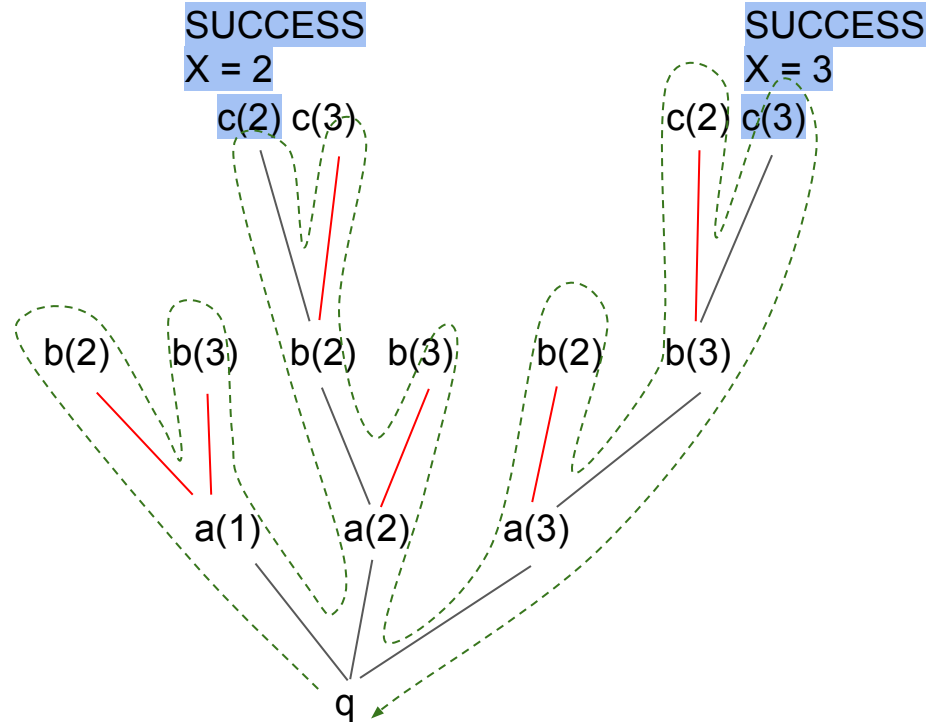 SUCCESS SUCCESS
X = 2 X = 3
c(2) c(3) c(2) c(3)
b(2) b(3) b(2) b(3) b(2) b(3)
a(1) a(2) a(3)
q